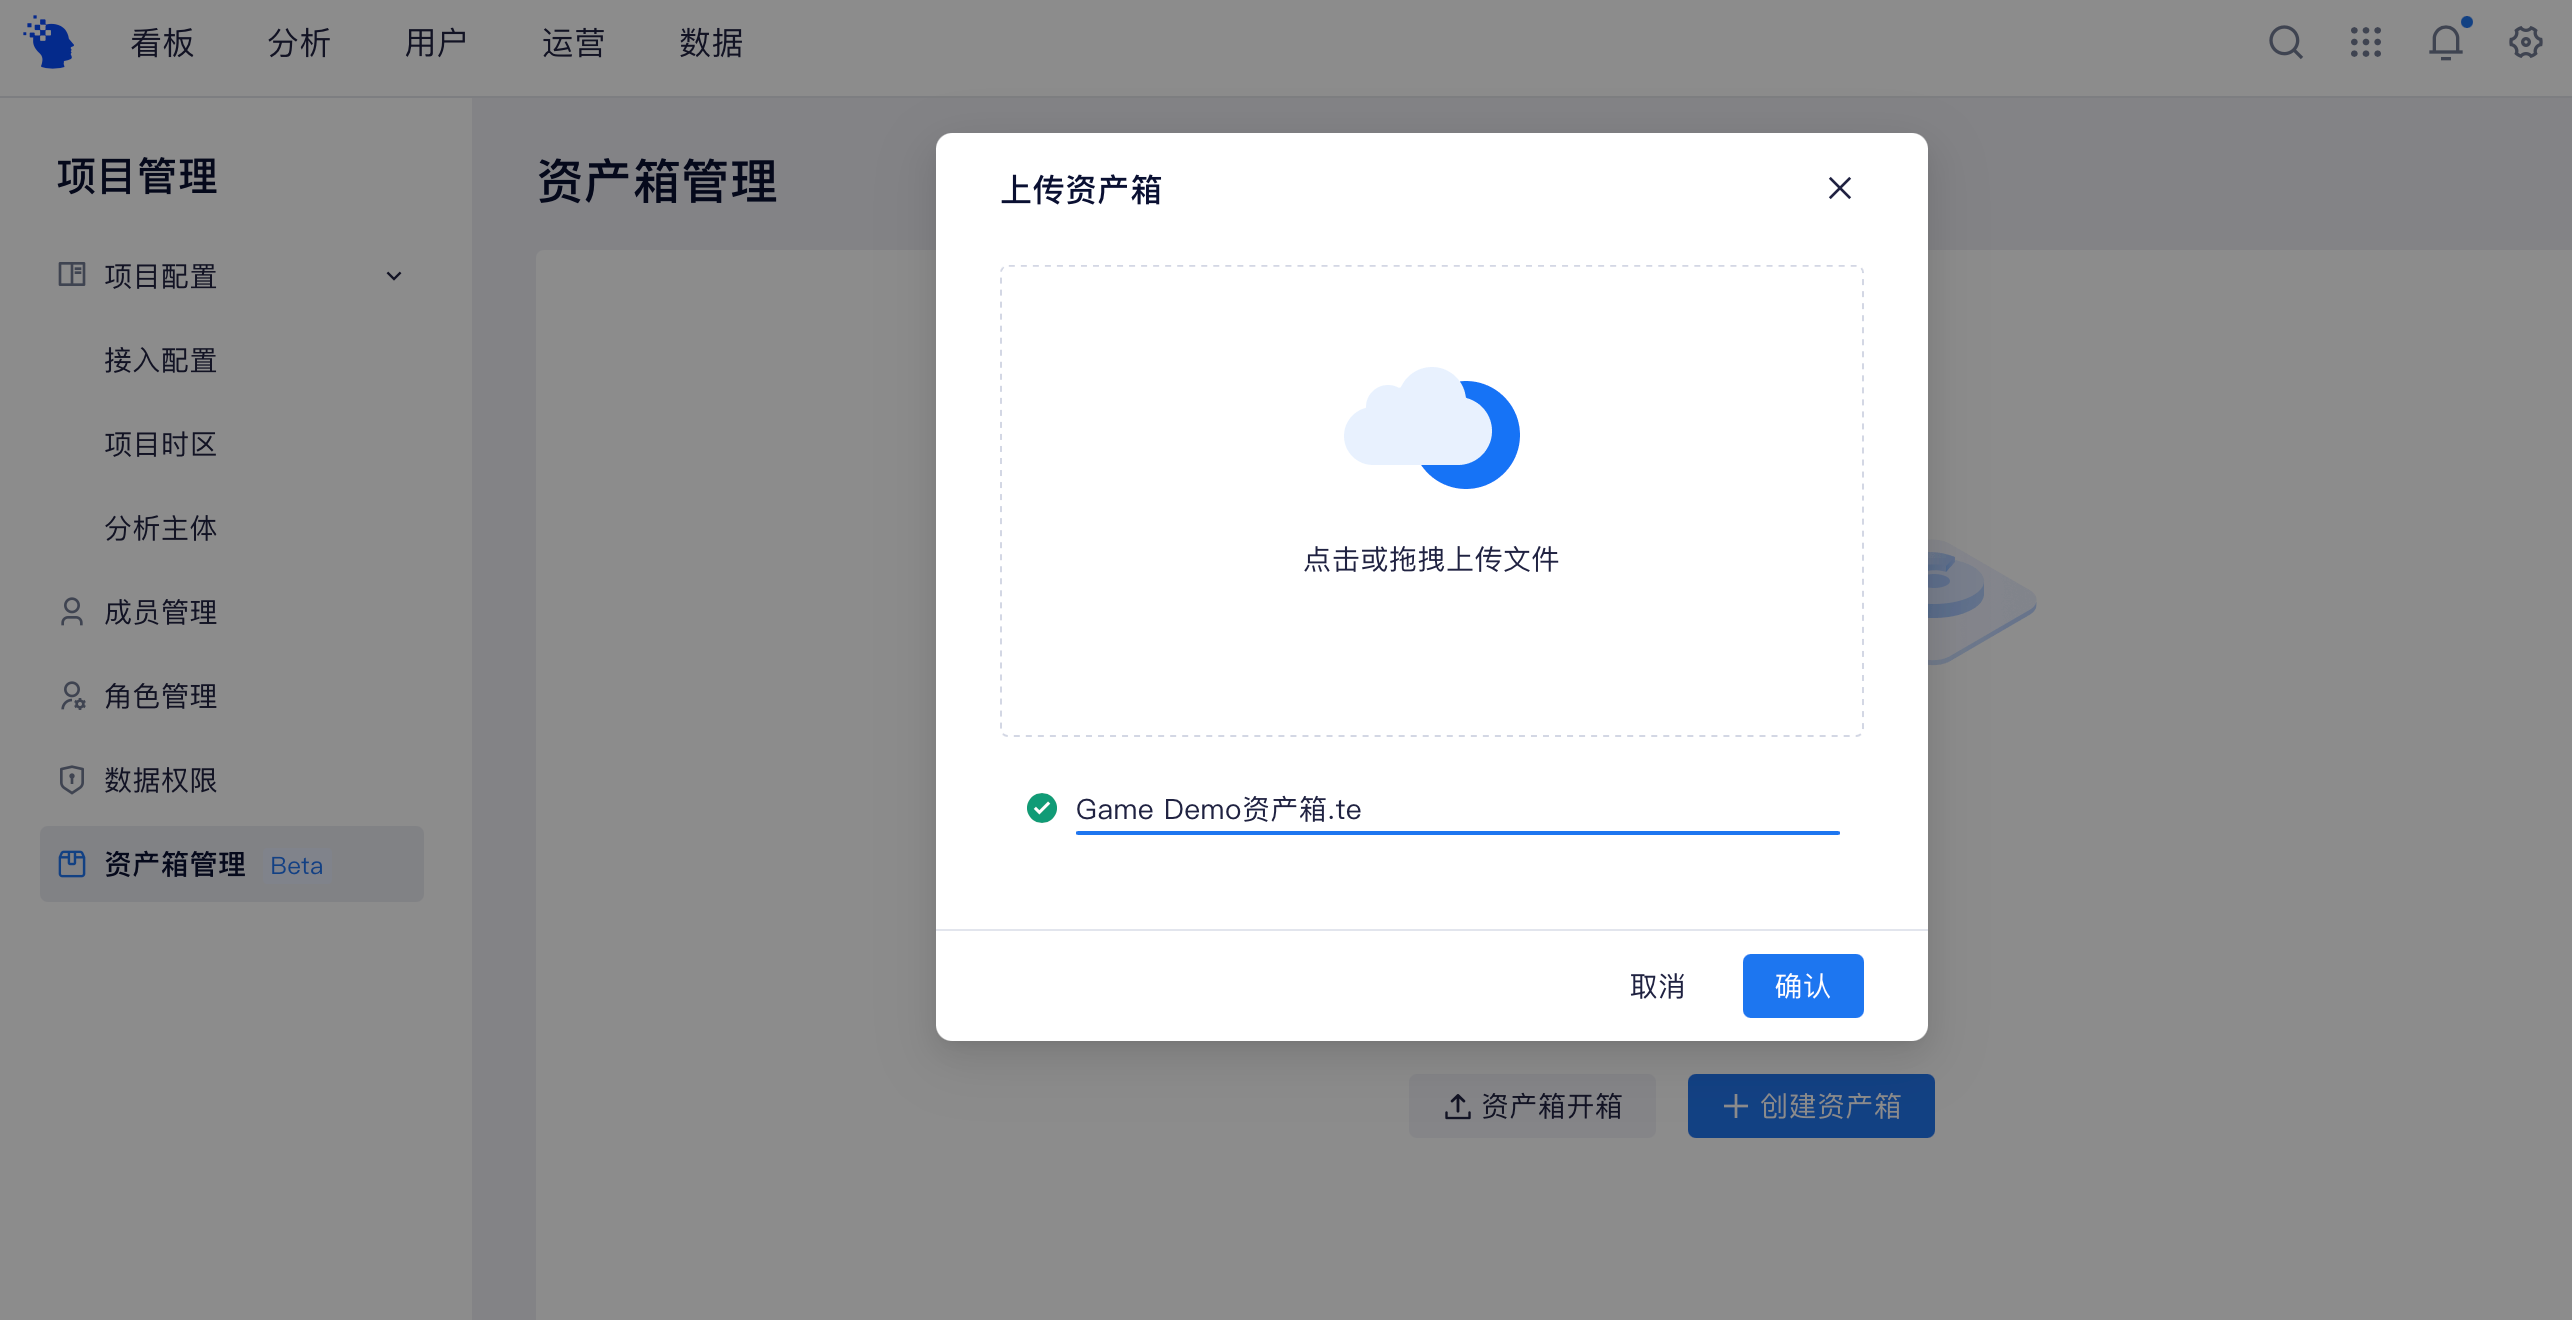 看板 分析 用户 运营 数据
项目管理
项目配置
接入配置
项目时区
分析主体
成员管理
角色管理
数据权限
资产箱管理 Beta
资产箱管理
上传资产箱
点击或拖拽上传文件
Game Demo资产箱.te
取消 确认
资产箱开箱 创建资产箱